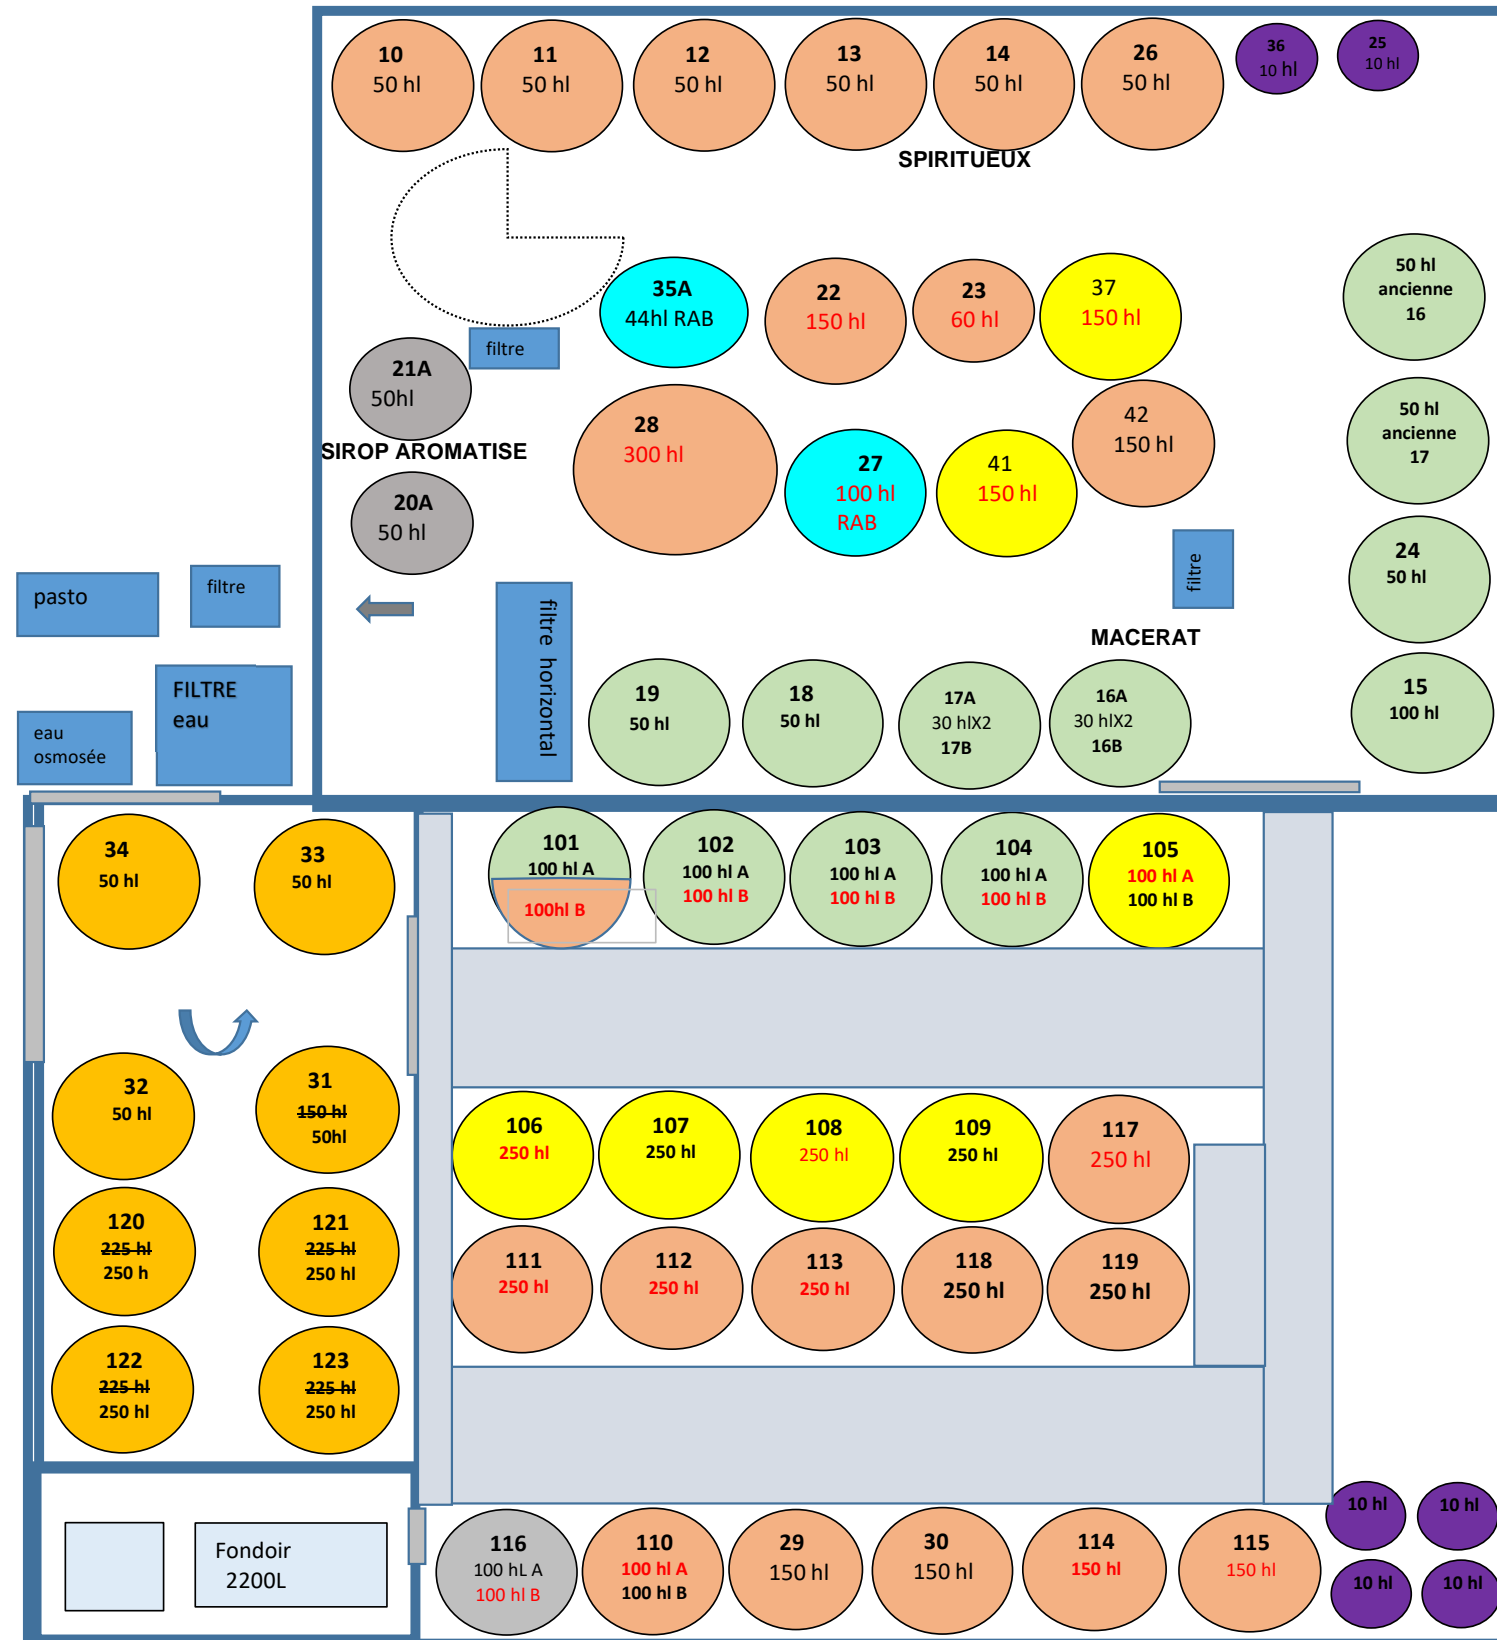 10
50 hl
11
50 hl
12
50 hl
13
50 hl
14
50 hl
26
50 hl
36
10 hl
25
10 hl
SPIRITUEUX
35A
44hl RAB
22
150 hl
23
60 hl
37
150 hl
50 hl
ancienne
16
filtre
21A
50hl
SIROP AROMATISE
20A
50 hl
28
300 hl
27
100 hl
RAB
41
150 hl
42
150 hl
50 hl
ancienne
17
24
50 hl
filtre
pasto
filtre
FILTRE
eau
eau
osmosée
filtre horizontal
MACERAT
19
50 hl
18
50 hl
17A
30 hlX2
17B
16A
30 hlX2
16B
15
100 hl
34
50 hl
33
50 hl
101
100 hl A
100hl B
102
100 hl A
100 hl B
103
100 hl A
100 hl B
104
100 hl A
100 hl B
105
100 hl A
100 hl B
32
50 hl
31
150 hl
50hl
106
250 hl
107
250 hl
108
250 hl
109
250 hl
117
250 hl
120
225 hl
250 h
121
225 hl
250 hl
111
250 hl
112
250 hl
113
250 hl
118
250 hl
119
250 hl
122
225 hl
250 hl
123
225 hl
250 hl
Fondoir
2200L
116
100 hL A
100 hl B
110
100 hl A
100 hl B
29
150 hl
30
150 hl
114
150 hl
115
150 hl
10 hl
10 hl
10 hl
10 hl